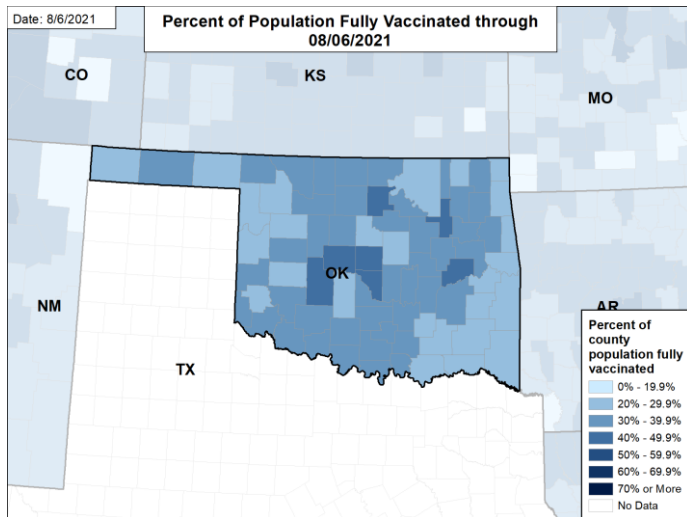 Date: 8/6/2021
Percent of Population Fully Vaccinated through
08/06/2021
CO
KS
MO
OK
NM
AR
TX
Percent of
county
population fully
vaccinated
0% - 19.9%
20% - 29.9%
30% - 39.9%
40% - 49.9%
50% - 59.9%
60% - 69.9%
70% or More
No Data